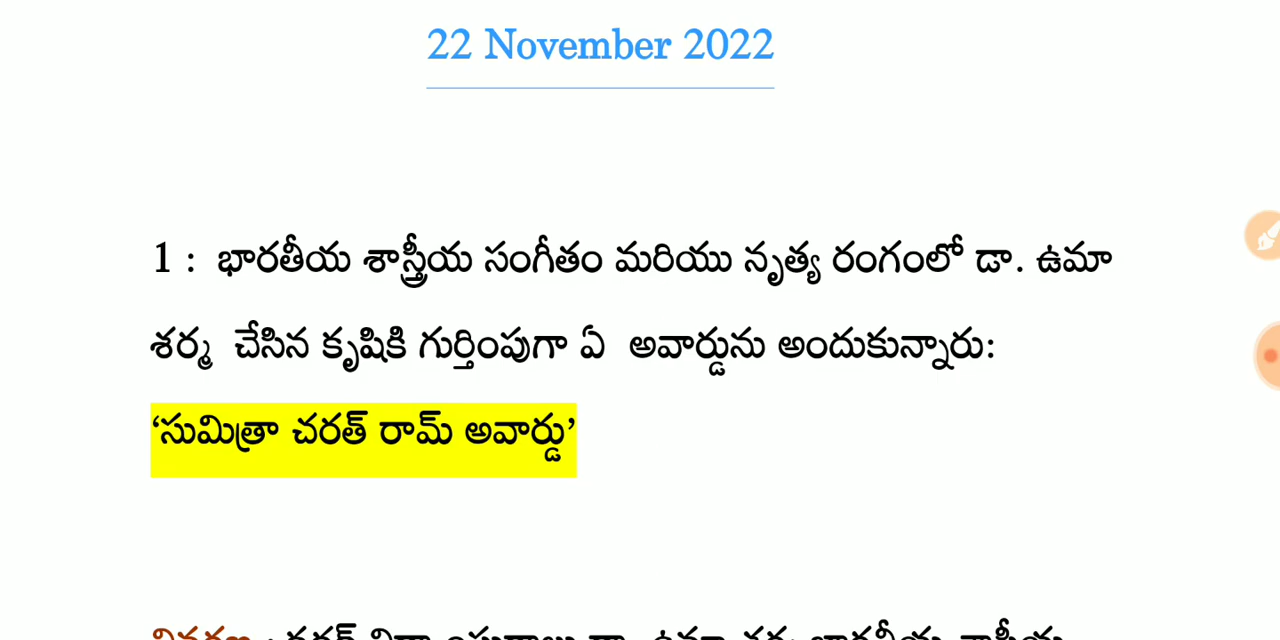 22 November 2022
1 : భారతీయ శాస్త్రీయ సంగీతం మరియు నృత్య రంగంలో డా. ఉమా
శర్మ చేసిన కృషికి గుర్తింపుగా ఏ అవార్డును అందుకున్నారు:
‘సుమిత్రా చరత్ రామ్ అవార్డు’